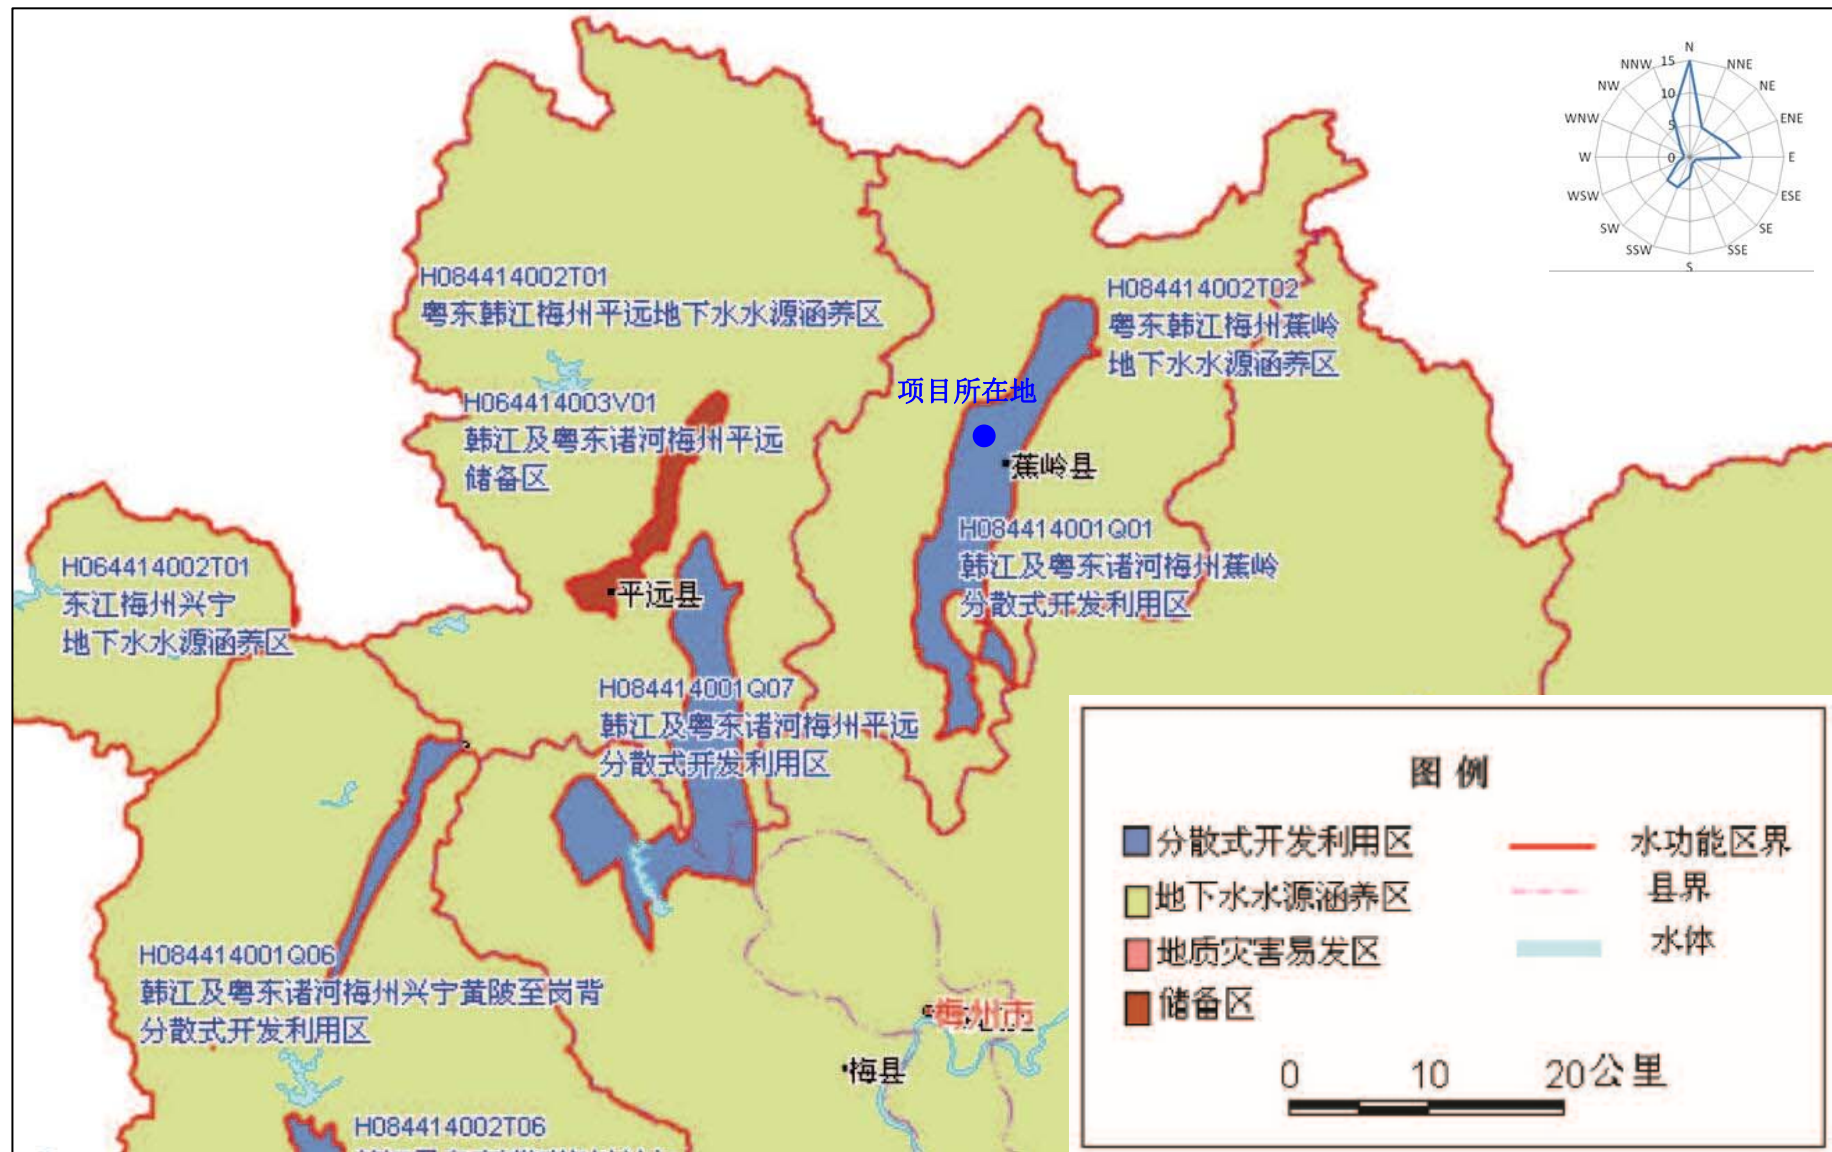 N
NNE
NE
ENE
E
ESE
SE
SSE
S
SSW
SW
WSW
W
WNW
NW
NNW
15
10
5
0
H084414002T01
粤东韩江梅州平远地下水水源涵养区
H084414002T02
粤东韩江梅州蕉岭
地下水水源涵养区
项目所在地
H064414003V01
韩江及粤东诸河梅州平远
储备区
蕉岭县
H084414001Q01
韩江及粤东诸河梅州蕉岭
分散式开发利用区
H064414002T01
东江梅州兴宁
地下水水源涵养区
平远县
H084414001Q07
韩江及粤东诸河梅州平远
分散式开发利用区
H084414001Q06
韩江及粤东诸河梅州兴宁黄陂至岗背
分散式开发利用区
梅州市
梅县
H084414002T06
图 例
分散式开发利用区
地下水水源涵养区
地质灾害易发区
储备区
水功能区界
县界
水体
0 10 20公里